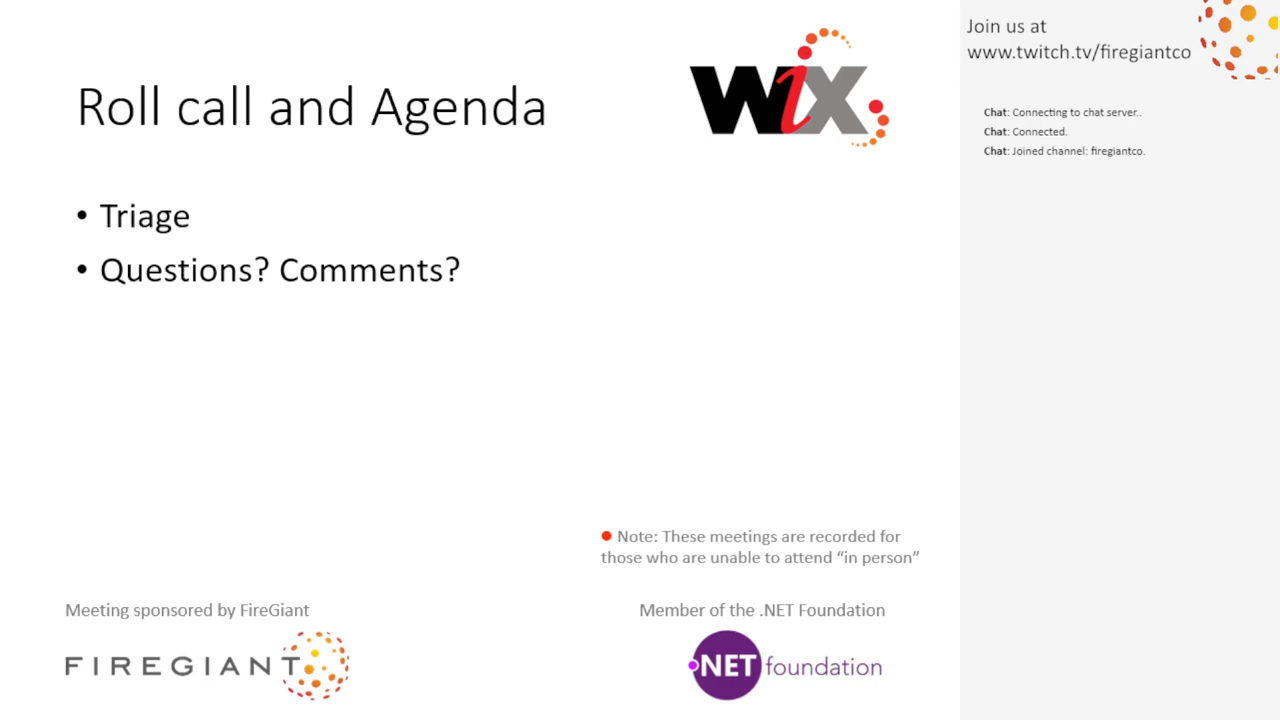 Roll call and Agenda
WiX
• Triage
• Questions? Comments?
Note: These meetings are recorded for
those who are unable to attend “in person”
Meeting sponsored by FireGiant
FIREGIANT
Member of the .NET Foundation
.NET foundation
Join us at
www.twitch.tv/firegiantco
Chat: Connecting to chat server..
Chat: Connected.
Chat: Joined channel: firegiantco.